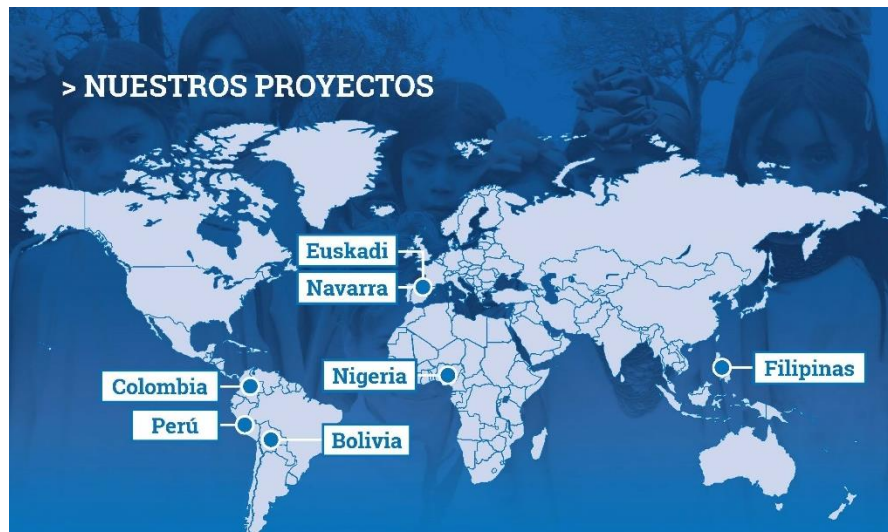 > NUESTROS PROYECTOS
Euskadi
Navarra
Nigeria
Filipinas
Colombia
Perú
Bolivia